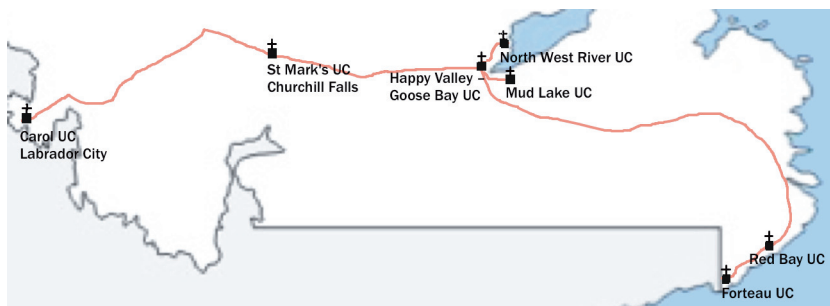 North West River UC
St Mark's UC
Churchill Falls
Happy Valley –
Goose Bay UC
Mud Lake UC
Carol UC
Labrador City
Red Bay UC
Forteau UC